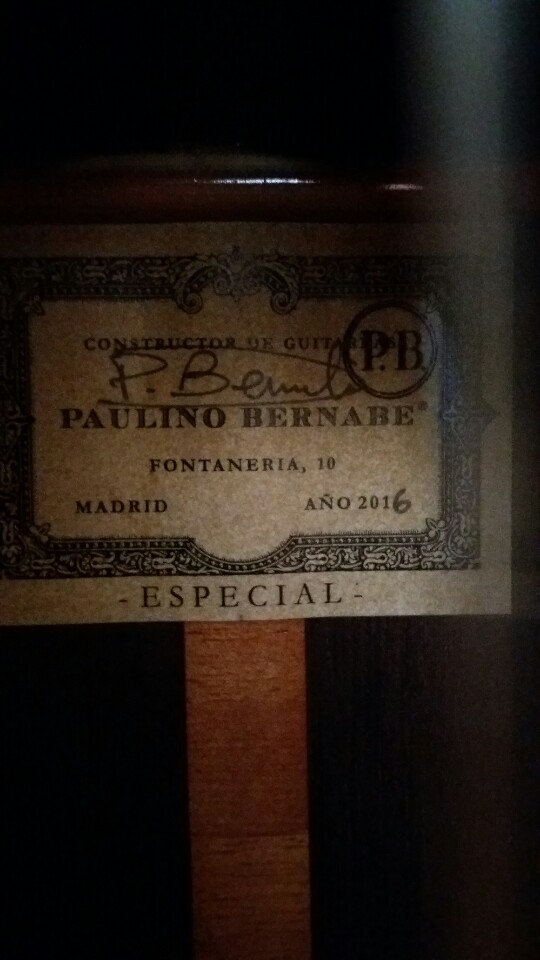 CONSTRUCTOR DE GUITARRAS
P.B
P. Bernabe
PAULINO BERNABE®
FONTANERIA, 10
MADRID AÑO 2016
- ESPECIAL -